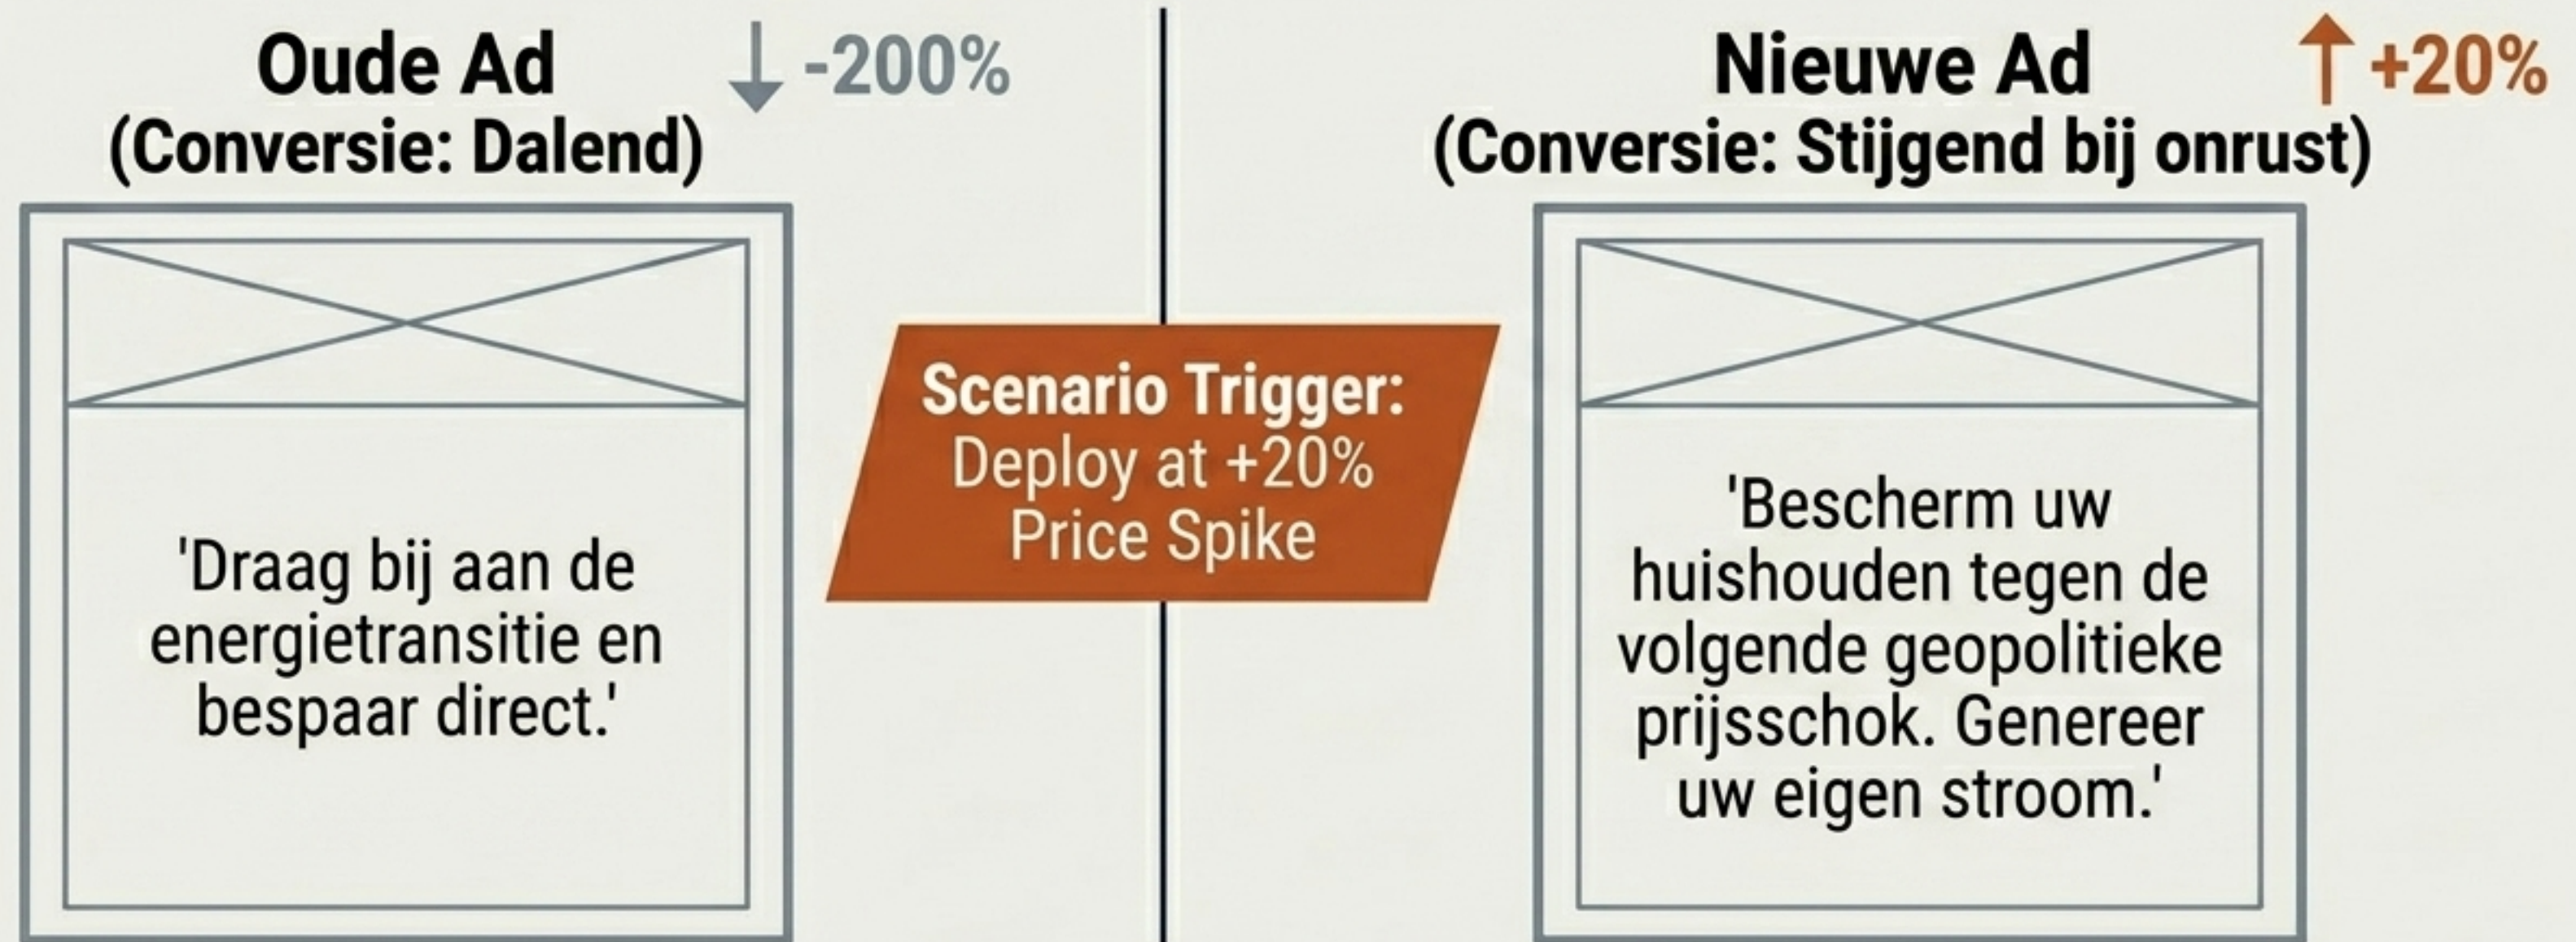 Oude Ad
-200%
(Conversie: Dalend)
'Draag bij aan de
energietransitie en
bespaar direct.'
Scenario Trigger:
Deploy at +20%
Price Spike
Nieuwe Ad
+20%
(Conversie: Stijgend bij onrust)
'Bescherm uw
huishouden tegen de
volgende geopolitieke
prijsschok. Genereer
uw eigen stroom.'